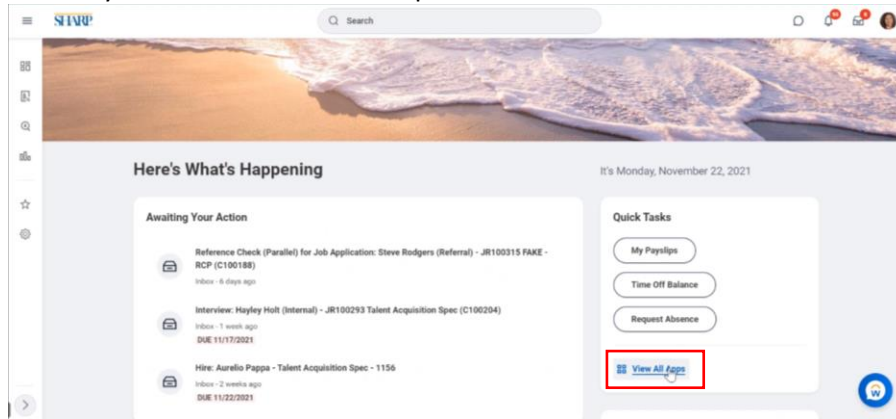 SHARP
Search
Here's What's Happening
It's Monday, November 22, 2021
Awaiting Your Action
Reference Check (Parallel) for Job Application: Steve Rodgers (Referral) - JR100315 FAKE -
RCP (C100188)
Inbox - 6 days ago
Interview: Hayley Holt (Internal) - JR100293 Talent Acquisition Spec (C100204)
Inbox - 1 week ago
DUE 11/17/2021
Hire: Aurelio Pappa - Talent Acquisition Spec - 1156
Inbox - 2 weeks ago
DUE 11/22/2021
Quick Tasks
My Payslips
Time Off Balance
Request Absence
View All Apps
w